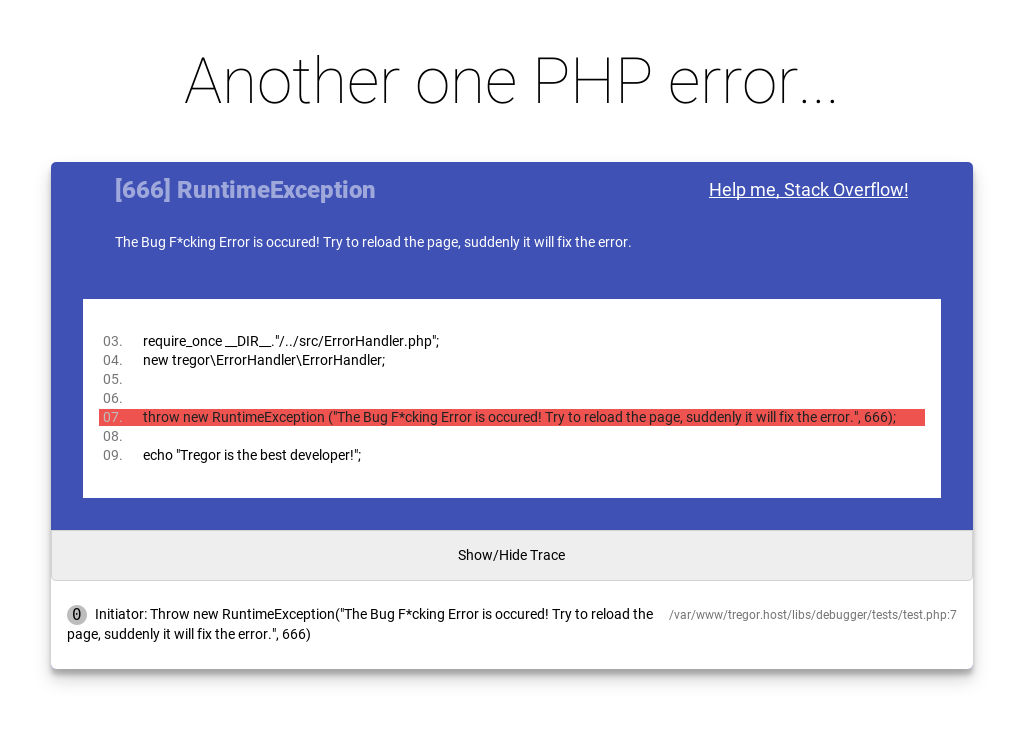 Another one PHP error...
[666] RuntimeException
Help me, Stack Overflow!
The Bug F*cking Error is occured! Try to reload the page, suddenly it will fix the error.
03. require_once __DIR__."/../src/ErrorHandler.php";
04. new tregor\ErrorHandler\ErrorHandler;
05.
06.
07. throw new RuntimeException ("The Bug F*cking Error is occured! Try to reload the page, suddenly it will fix the error.", 666);
08.
09. echo "Tregor is the best developer!";
Show/Hide Trace
0 Initiator: Throw new RuntimeException("The Bug F*cking Error is occured! Try to reload the
page, suddenly it will fix the error.", 666)
/var/www/tregor.host/libs/debugger/tests/test.php:7